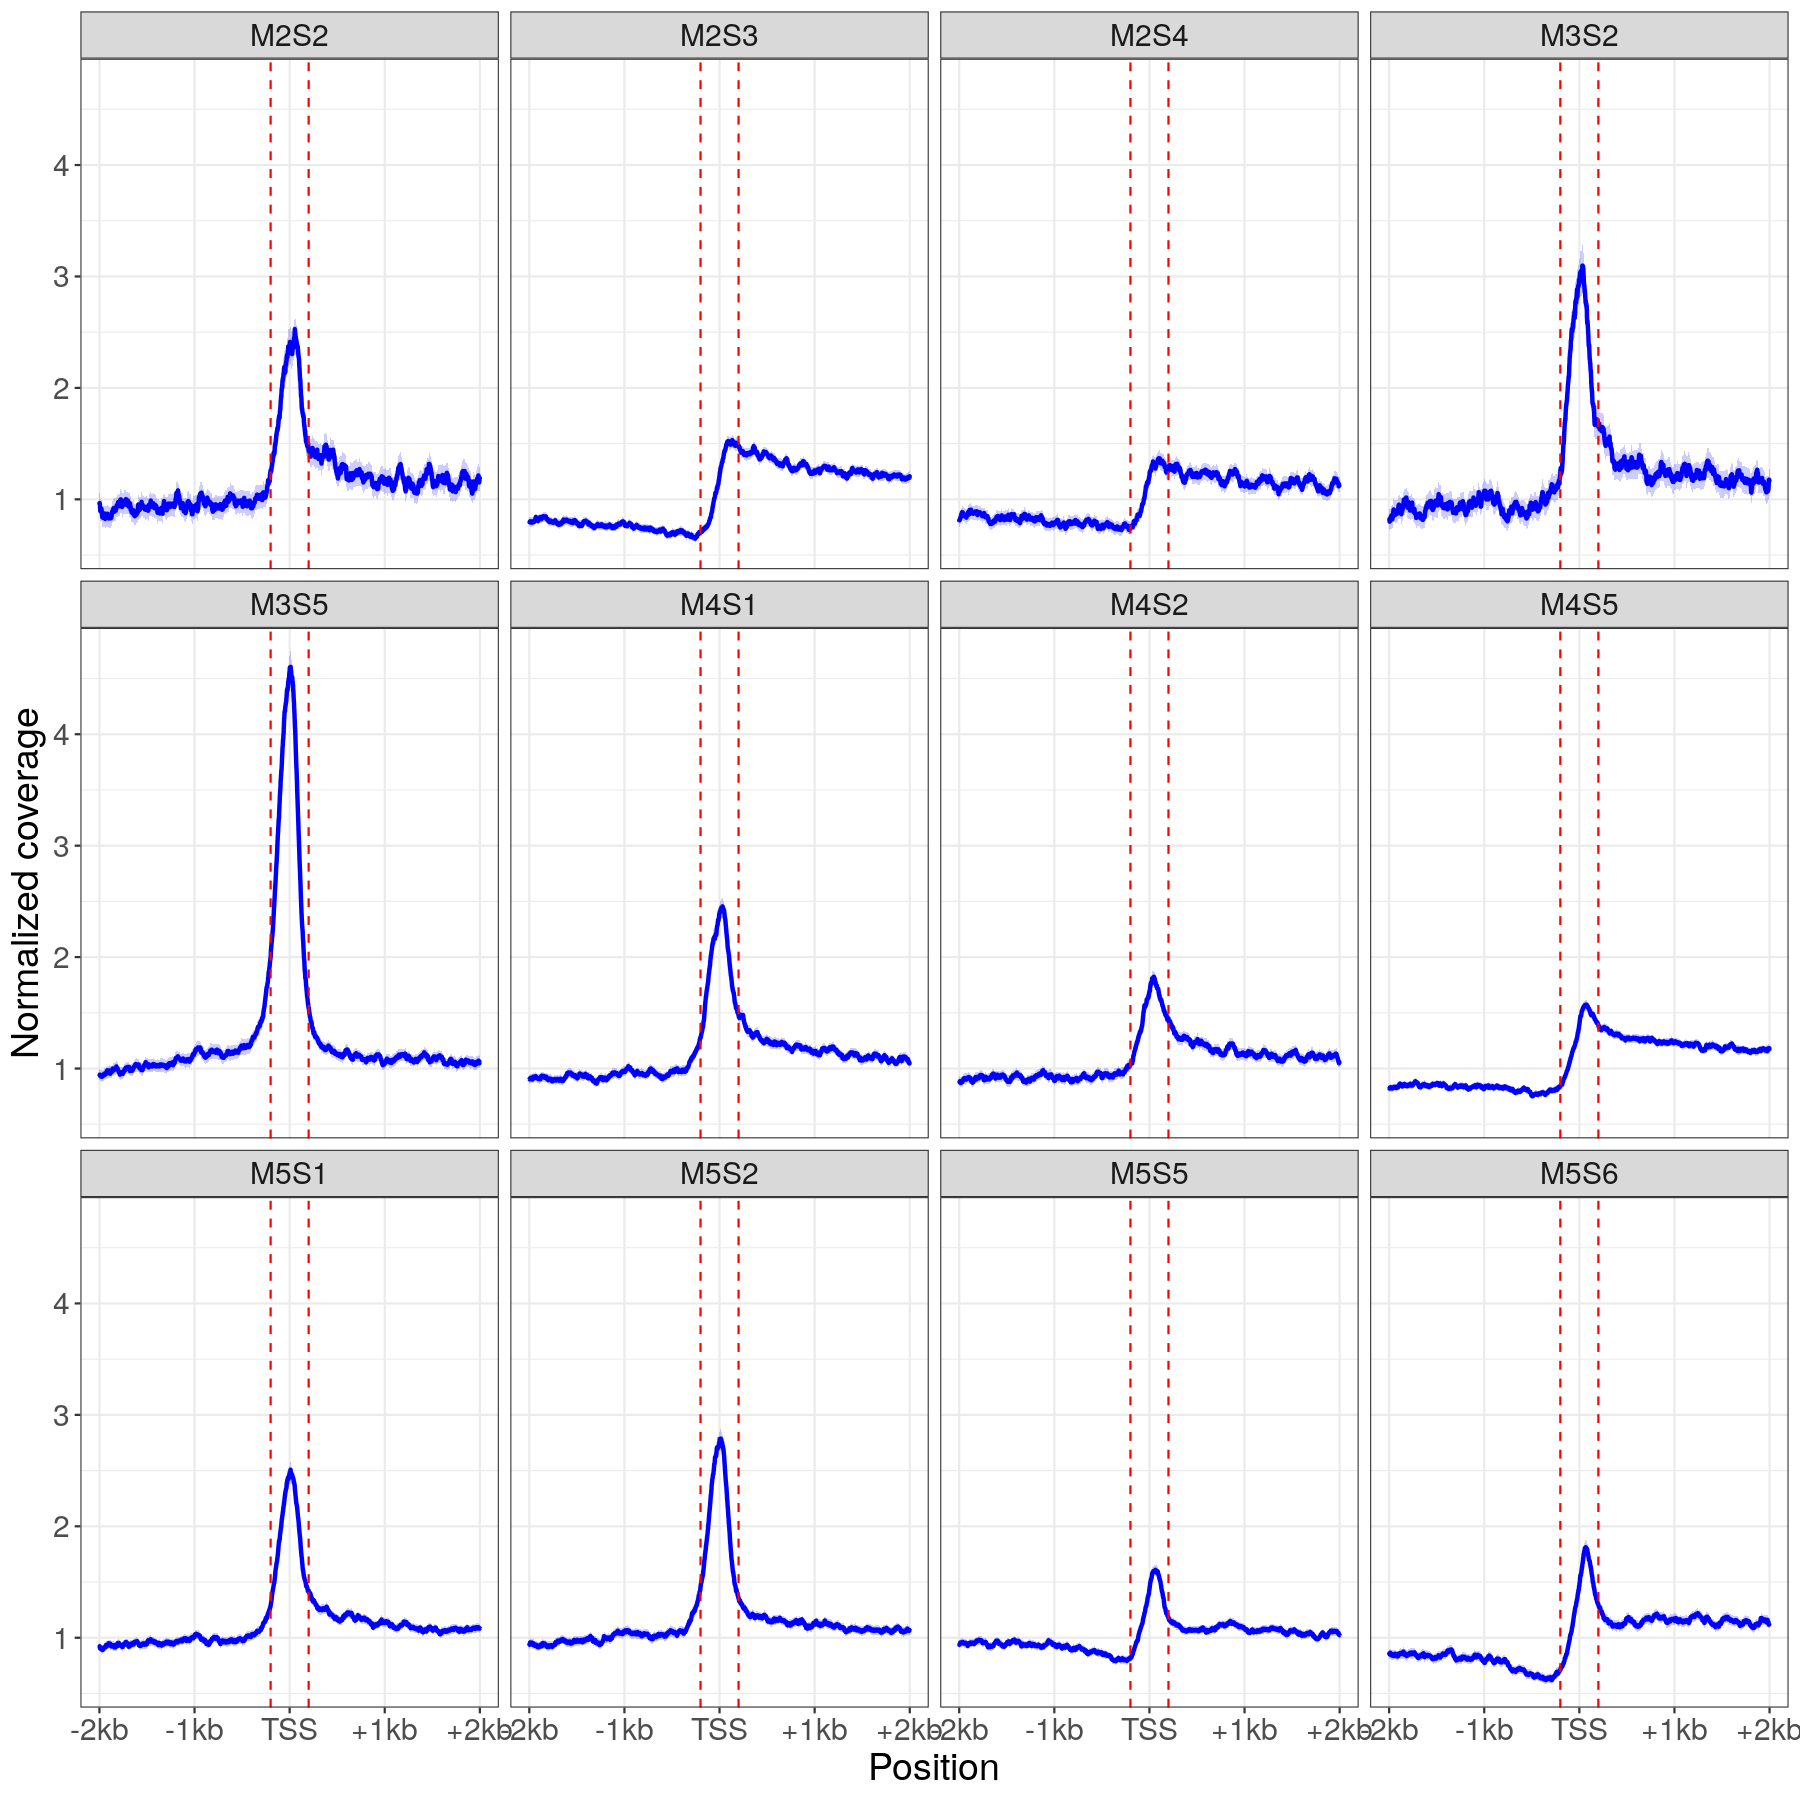 M2S2 M2S3 M2S4 M3S2
4
3
2
1
M3S5 M4S1 M4S2 M4S5
4
3
2
1
M5S1 M5S2 M5S5 M5S6
4
3
2
1
Normalized coverage
-2kb -1kb TSS +1kb +2kb -2kb -1kb TSS +1kb +2kb -2kb -1kb TSS +1kb +2kb -2kb -1kb TSS +1kb +2kb
Position